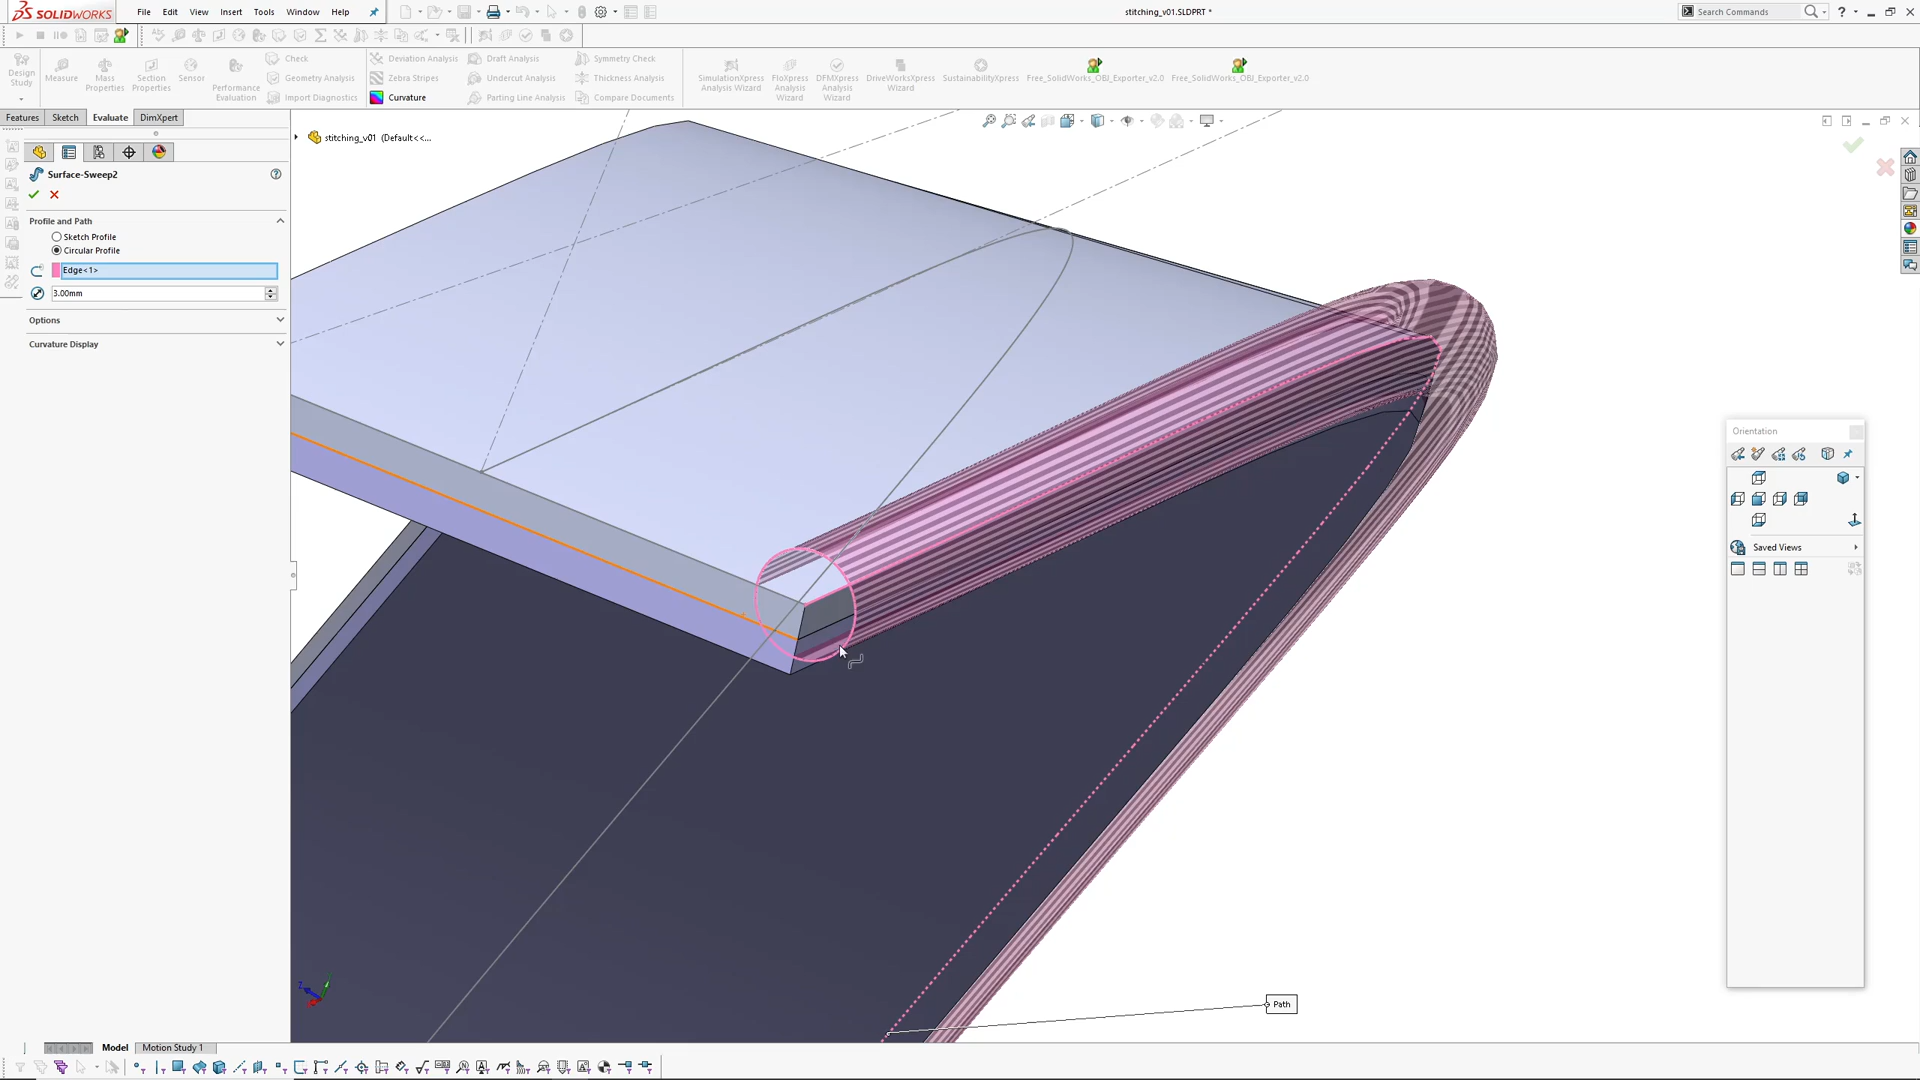 SOLIDWORKS File Edit View Insert Tools Window Help
stitching_v01.SLDPRT *
Search Commands
Design Study
Measure
Mass Properties
Section Properties
Sensor
Performance Evaluation
Check
Geometry Analysis
Import Diagnostics
Deviation Analysis
Zebra Stripes
Curvature
Draft Analysis
Undercut Analysis
Parting Line Analysis
Symmetry Check
Thickness Analysis
Compare Documents
SimulationXpress Analysis Wizard
FloXpress Analysis Wizard
DFMXpress Analysis Wizard
DriveWorksXpress Wizard
SustainabilityXpress
Free_SolidWorks_OBJ_Exporter_v2.0
Free_SolidWorks_OBJ_Exporter_v2.0
Features Sketch Evaluate DimXpert
stitching_v01 (Default<<...
Surface-Sweep2
Profile and Path
Sketch Profile
Circular Profile
Edge<1>
3.00mm
Options
Curvature Display
Orientation
Saved Views
Path
Z
Model Motion Study 1